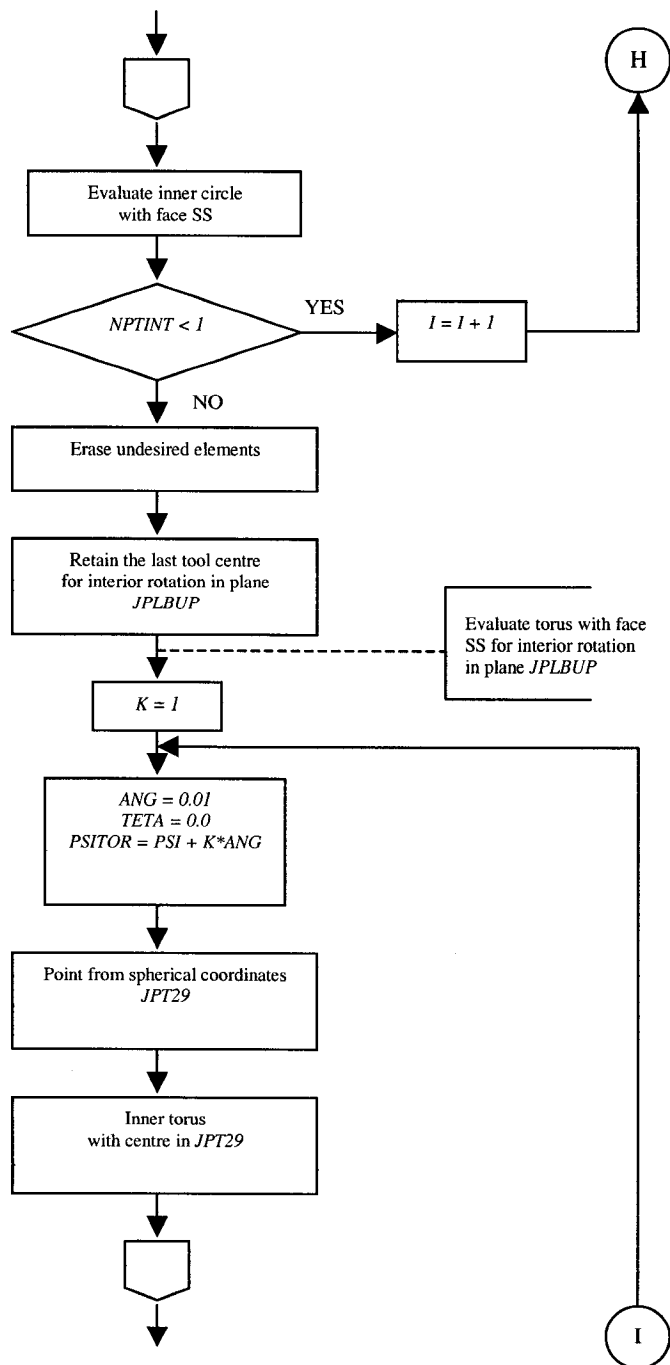 H
Evaluate inner circle
with face SS
NPTINT < 1
YES
I = I + 1
NO
Erase undesired elements
Retain the last tool centre
for interior rotation in plane
JPLBUP
Evaluate torus with face
SS for interior rotation
in plane JPLBUP
K = 1
ANG = 0.01
TETA = 0.0
PSITOR = PSI + K*ANG
Point from spherical coordinates
JPT29
Inner torus
with centre in JPT29
I